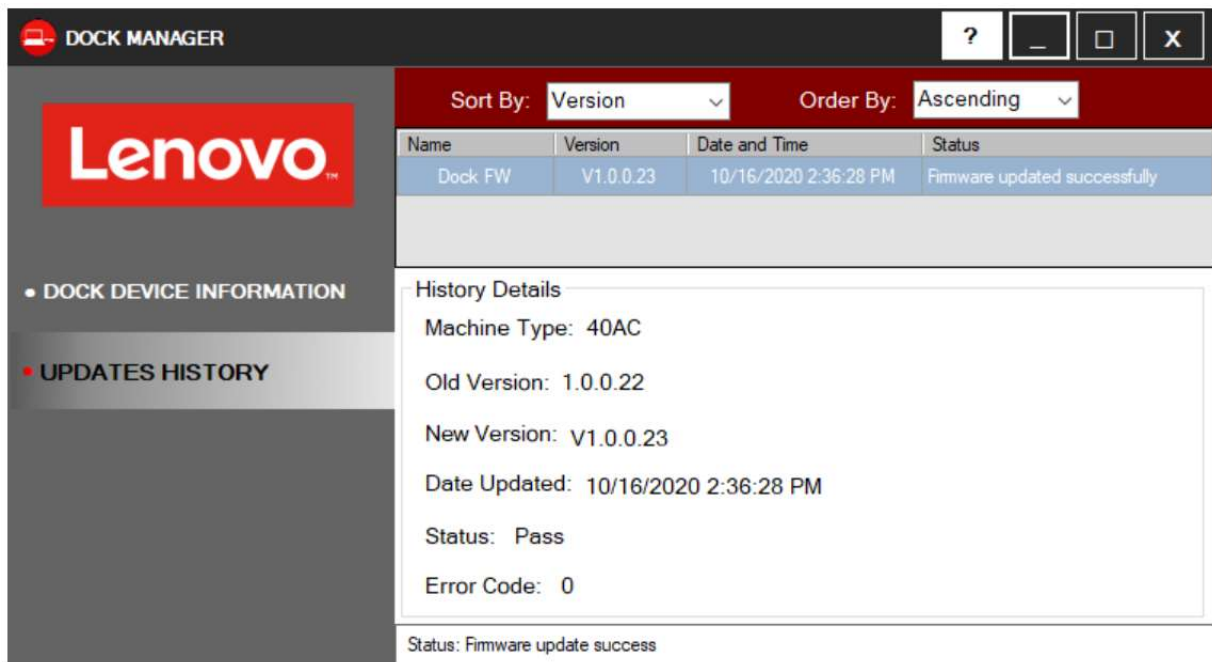 DOCK MANAGER
?
_
X
Lenovo™
Sort By: Version Order By: Ascending
Name Version Date and Time Status
Dock FW V1.0.0.23 10/16/2020 2:36:28 PM Firmware updated successfully
• DOCK DEVICE INFORMATION
• UPDATES HISTORY
History Details
Machine Type: 40AC
Old Version: 1.0.0.22
New Version: V1.0.0.23
Date Updated: 10/16/2020 2:36:28 PM
Status: Pass
Error Code: 0
Status: Firmware update success